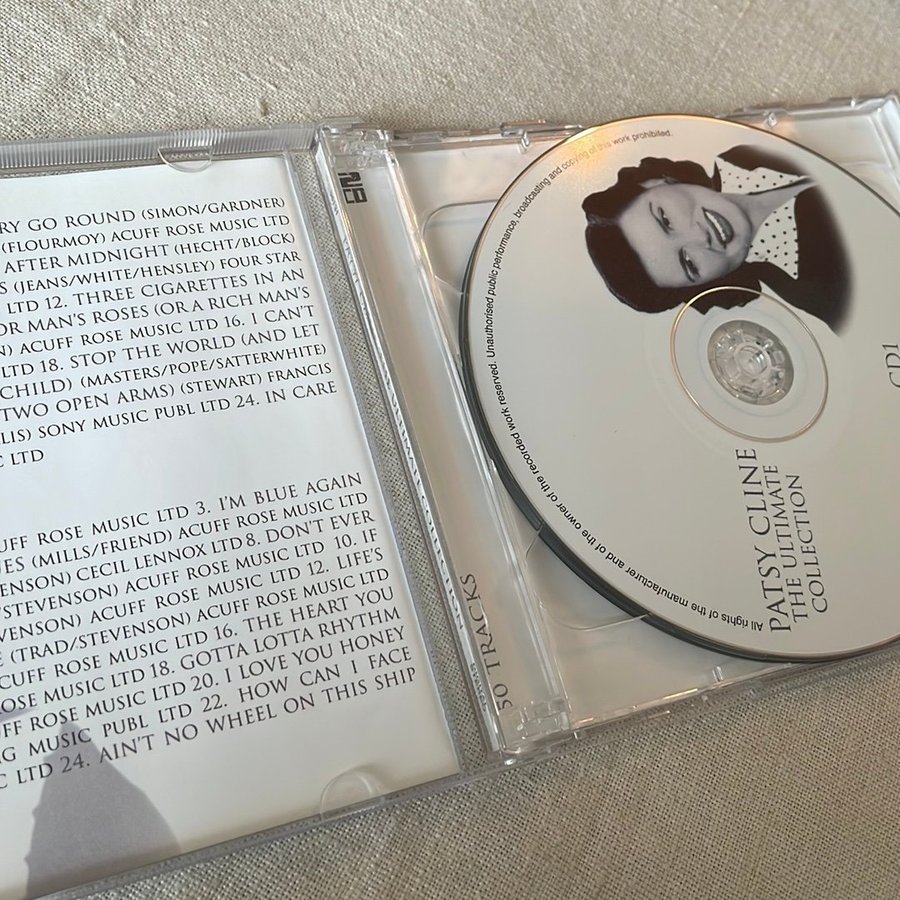 RY GO ROUND (SIMON/GARDNER)
(FLOURMOY) ACUFF ROSE MUSIC LTD
AFTER MIDNIGHT (HECHT/BLOCK)
S (JEANS/WHITE/HENSLEY) FOUR STAR
LTD 12. THREE CIGARETTES IN AN
OR MAN'S ROSES (OR A RICH MAN'S
N) ACUFF ROSE MUSIC LTD 16. I CAN'T
LTD 18. STOP THE WORLD (AND LET
CHILD) (MASTERS/POPE/SATTERWHITE)
TWO OPEN ARMS) (STEWART) FRANCIS
LIS) SONY MUSIC PUBL LTD 24. IN CARE
C LTD
UFF ROSE MUSIC LTD 3. I'M BLUE AGAIN
UES (MILLS/FRIEND) ACUFF ROSE MUSIC LTD
ENSON) CECIL LENNOX LTD 8. DON'T EVER
/STEVENSON) ACUFF ROSE MUSIC LTD 10. IF
VENSON) ACUFF ROSE MUSIC LTD 12. LIFE'S
E (TRAD/STEVENSON) ACUFF ROSE MUSIC LTD
ACUFF ROSE MUSIC LTD 16. THE HEART YOU
ROSE MUSIC LTD 18. GOTTA LOTTA RHYTHM
UFF ROSE MUSIC LTD 20. I LOVE YOU HONEY
NG MUSIC PUBL LTD 22. HOW CAN I FACE
C LTD 24. AIN'T NO WHEEL ON THIS SHIP
50 TRACKS
All rights of the manufacturer and of the owner of the recorded work reserved. Unauthorised public performance, broadcasting and copying of this work prohibited.
PATSY CLINE
THE ULTIMATE
COLLECTION
CD1